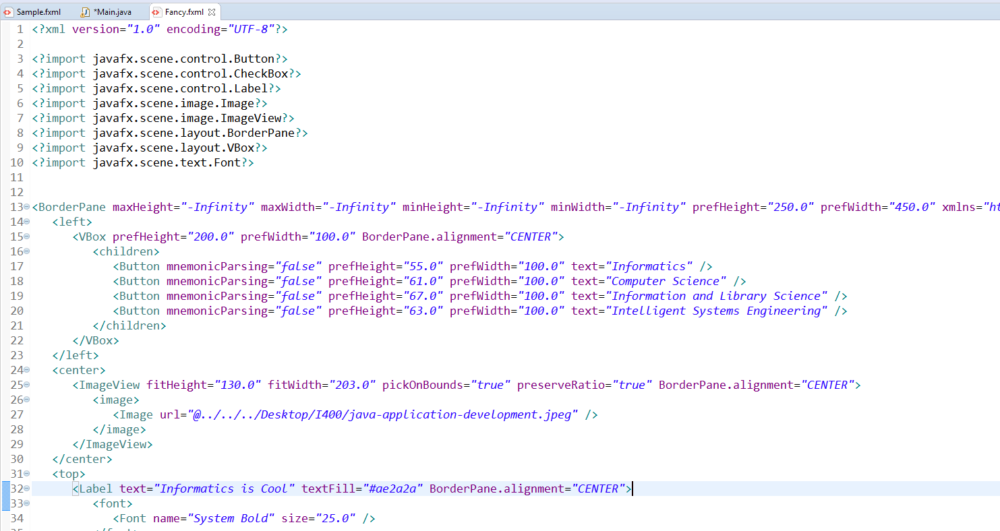 Sample.fxml *Main.java Fancy.fxml
1 <?xml version="1.0" encoding="UTF-8"?>
2
3 <?import javafx.scene.control.Button?>
4 <?import javafx.scene.control.CheckBox?>
5 <?import javafx.scene.control.Label?>
6 <?import javafx.scene.image.Image?>
7 <?import javafx.scene.image.ImageView?>
8 <?import javafx.scene.layout.BorderPane?>
9 <?import javafx.scene.layout.VBox?>
10 <?import javafx.scene.text.Font?>
11
12
13 <BorderPane maxHeight="-Infinity" maxWidth="-Infinity" minHeight="-Infinity" minWidth="-Infinity" prefHeight="250.0" prefWidth="450.0" xmlns="ht
14 <left>
15 <VBox prefHeight="200.0" prefWidth="100.0" BorderPane.alignment="CENTER">
16 <children>
17 <Button mnemonicParsing="false" prefHeight="55.0" prefWidth="100.0" text="Informatics" />
18 <Button mnemonicParsing="false" prefHeight="61.0" prefWidth="100.0" text="Computer Science" />
19 <Button mnemonicParsing="false" prefHeight="67.0" prefWidth="100.0" text="Information and Library Science" />
20 <Button mnemonicParsing="false" prefHeight="63.0" prefWidth="100.0" text="Intelligent Systems Engineering" />
21 </children>
22 </VBox>
23 </left>
24 <center>
25 <ImageView fitHeight="130.0" fitWidth="203.0" pickOnBounds="true" preserveRatio="true" BorderPane.alignment="CENTER">
26 <image>
27 <Image url="@../../../Desktop/I400/java-application-development.jpeg" />
28 </image>
29 </ImageView>
30 </center>
31 <top>
32 <Label text="Informatics is Cool" textFill="#ae2a2a" BorderPane.alignment="CENTER">
33 <font>
34 <Font name="System Bold" size="25.0" />